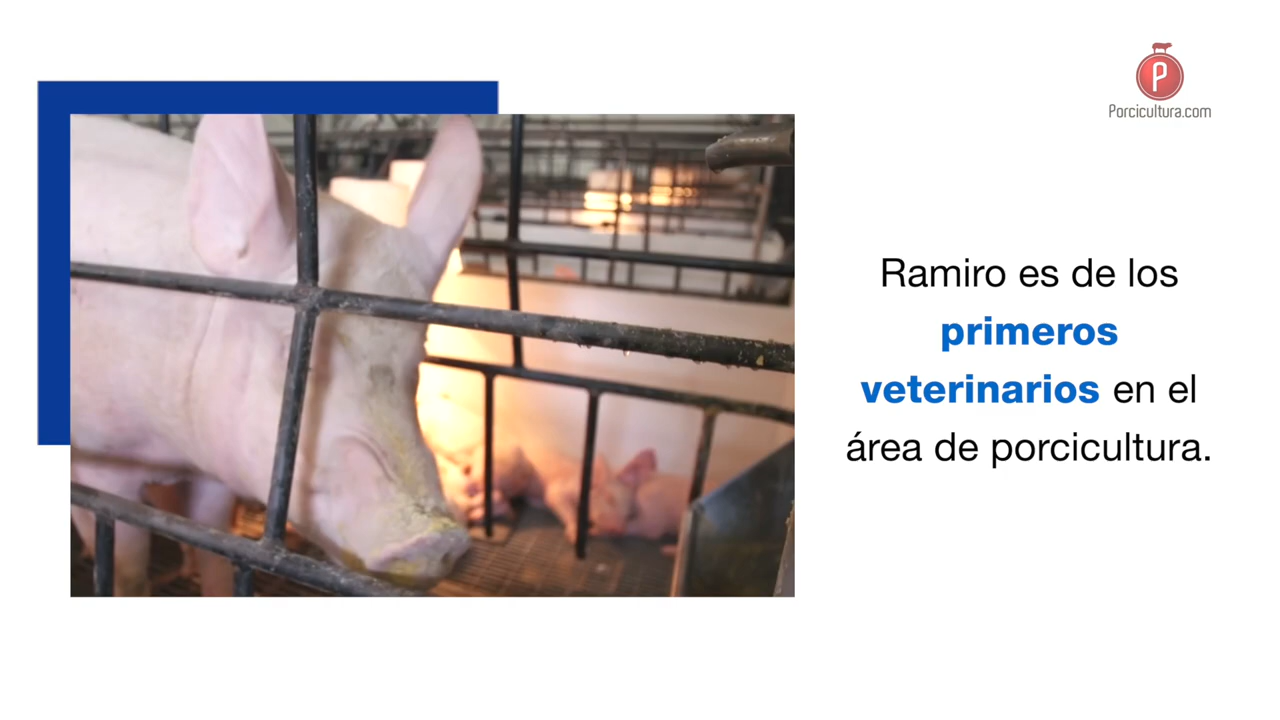 P
Porcicultura.com
Ramiro es de los
primeros
veterinarios en el
área de porcicultura.